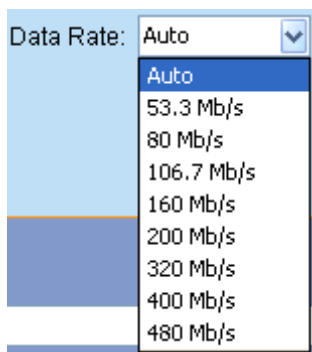 Data Rate: Auto
Auto
53.3 Mb/s
80 Mb/s
106.7 Mb/s
160 Mb/s
200 Mb/s
320 Mb/s
400 Mb/s
480 Mb/s